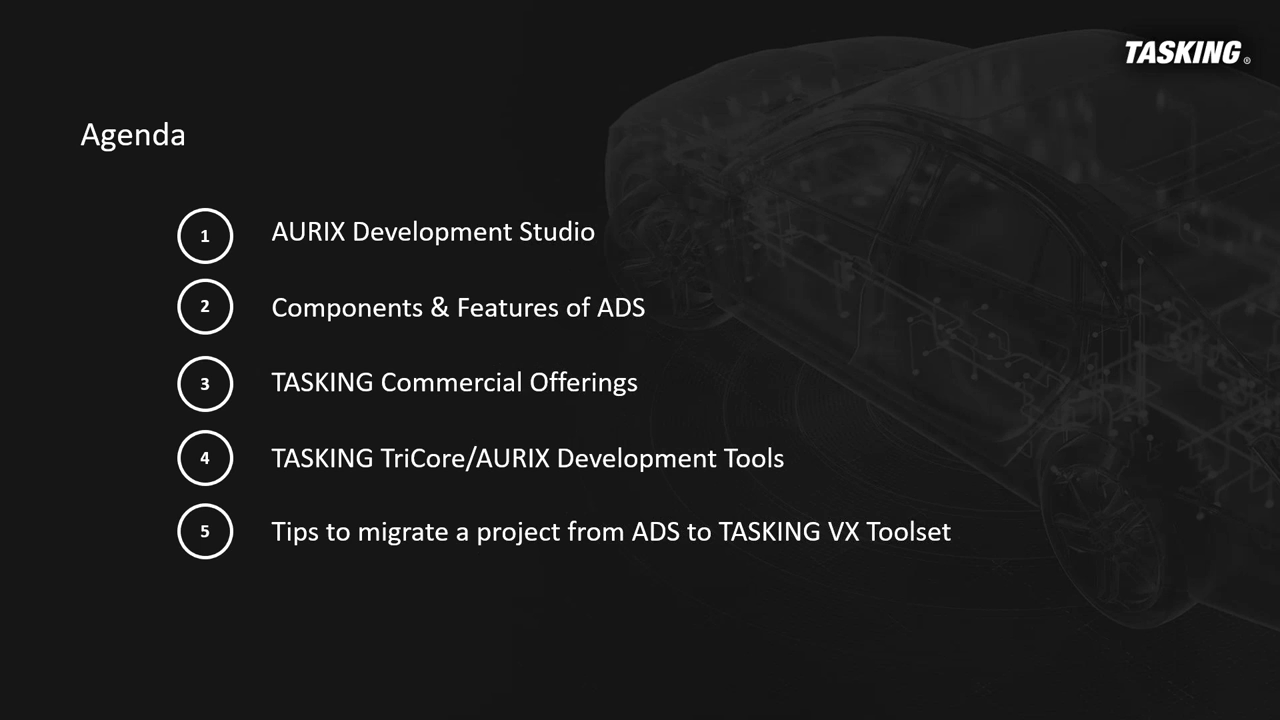 TASKING®
Agenda
1 AURIX Development Studio
2 Components & Features of ADS
3 TASKING Commercial Offerings
4 TASKING TriCore/AURIX Development Tools
5 Tips to migrate a project from ADS to TASKING VX Toolset